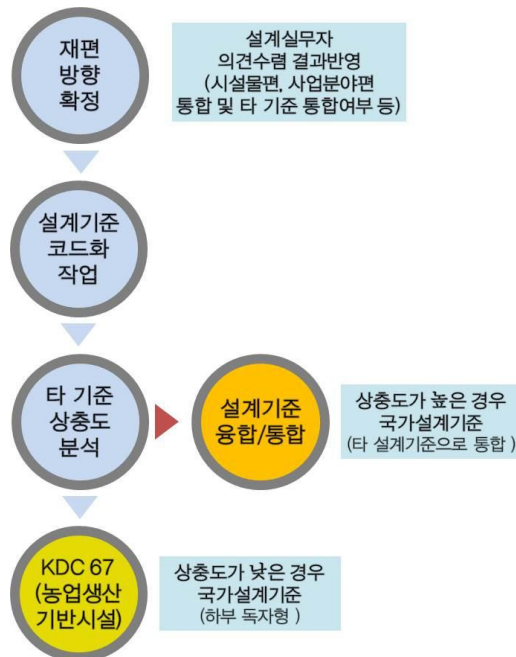 재편
방향
확정
설계실무자
의견수렴 결과반영
(시설물편, 사업분야편
통합 및 타 기준 통합여부 등)
설계기준
코드화
작업
타 기준
상충도
분석
설계기준
융합/통합
상충도가 높은 경우
국가설계기준
(타 설계기준으로 통합 )
KDC 67
(농업생산
기반시설)
상충도가 낮은 경우
국가설계기준
(하부 독자형 )